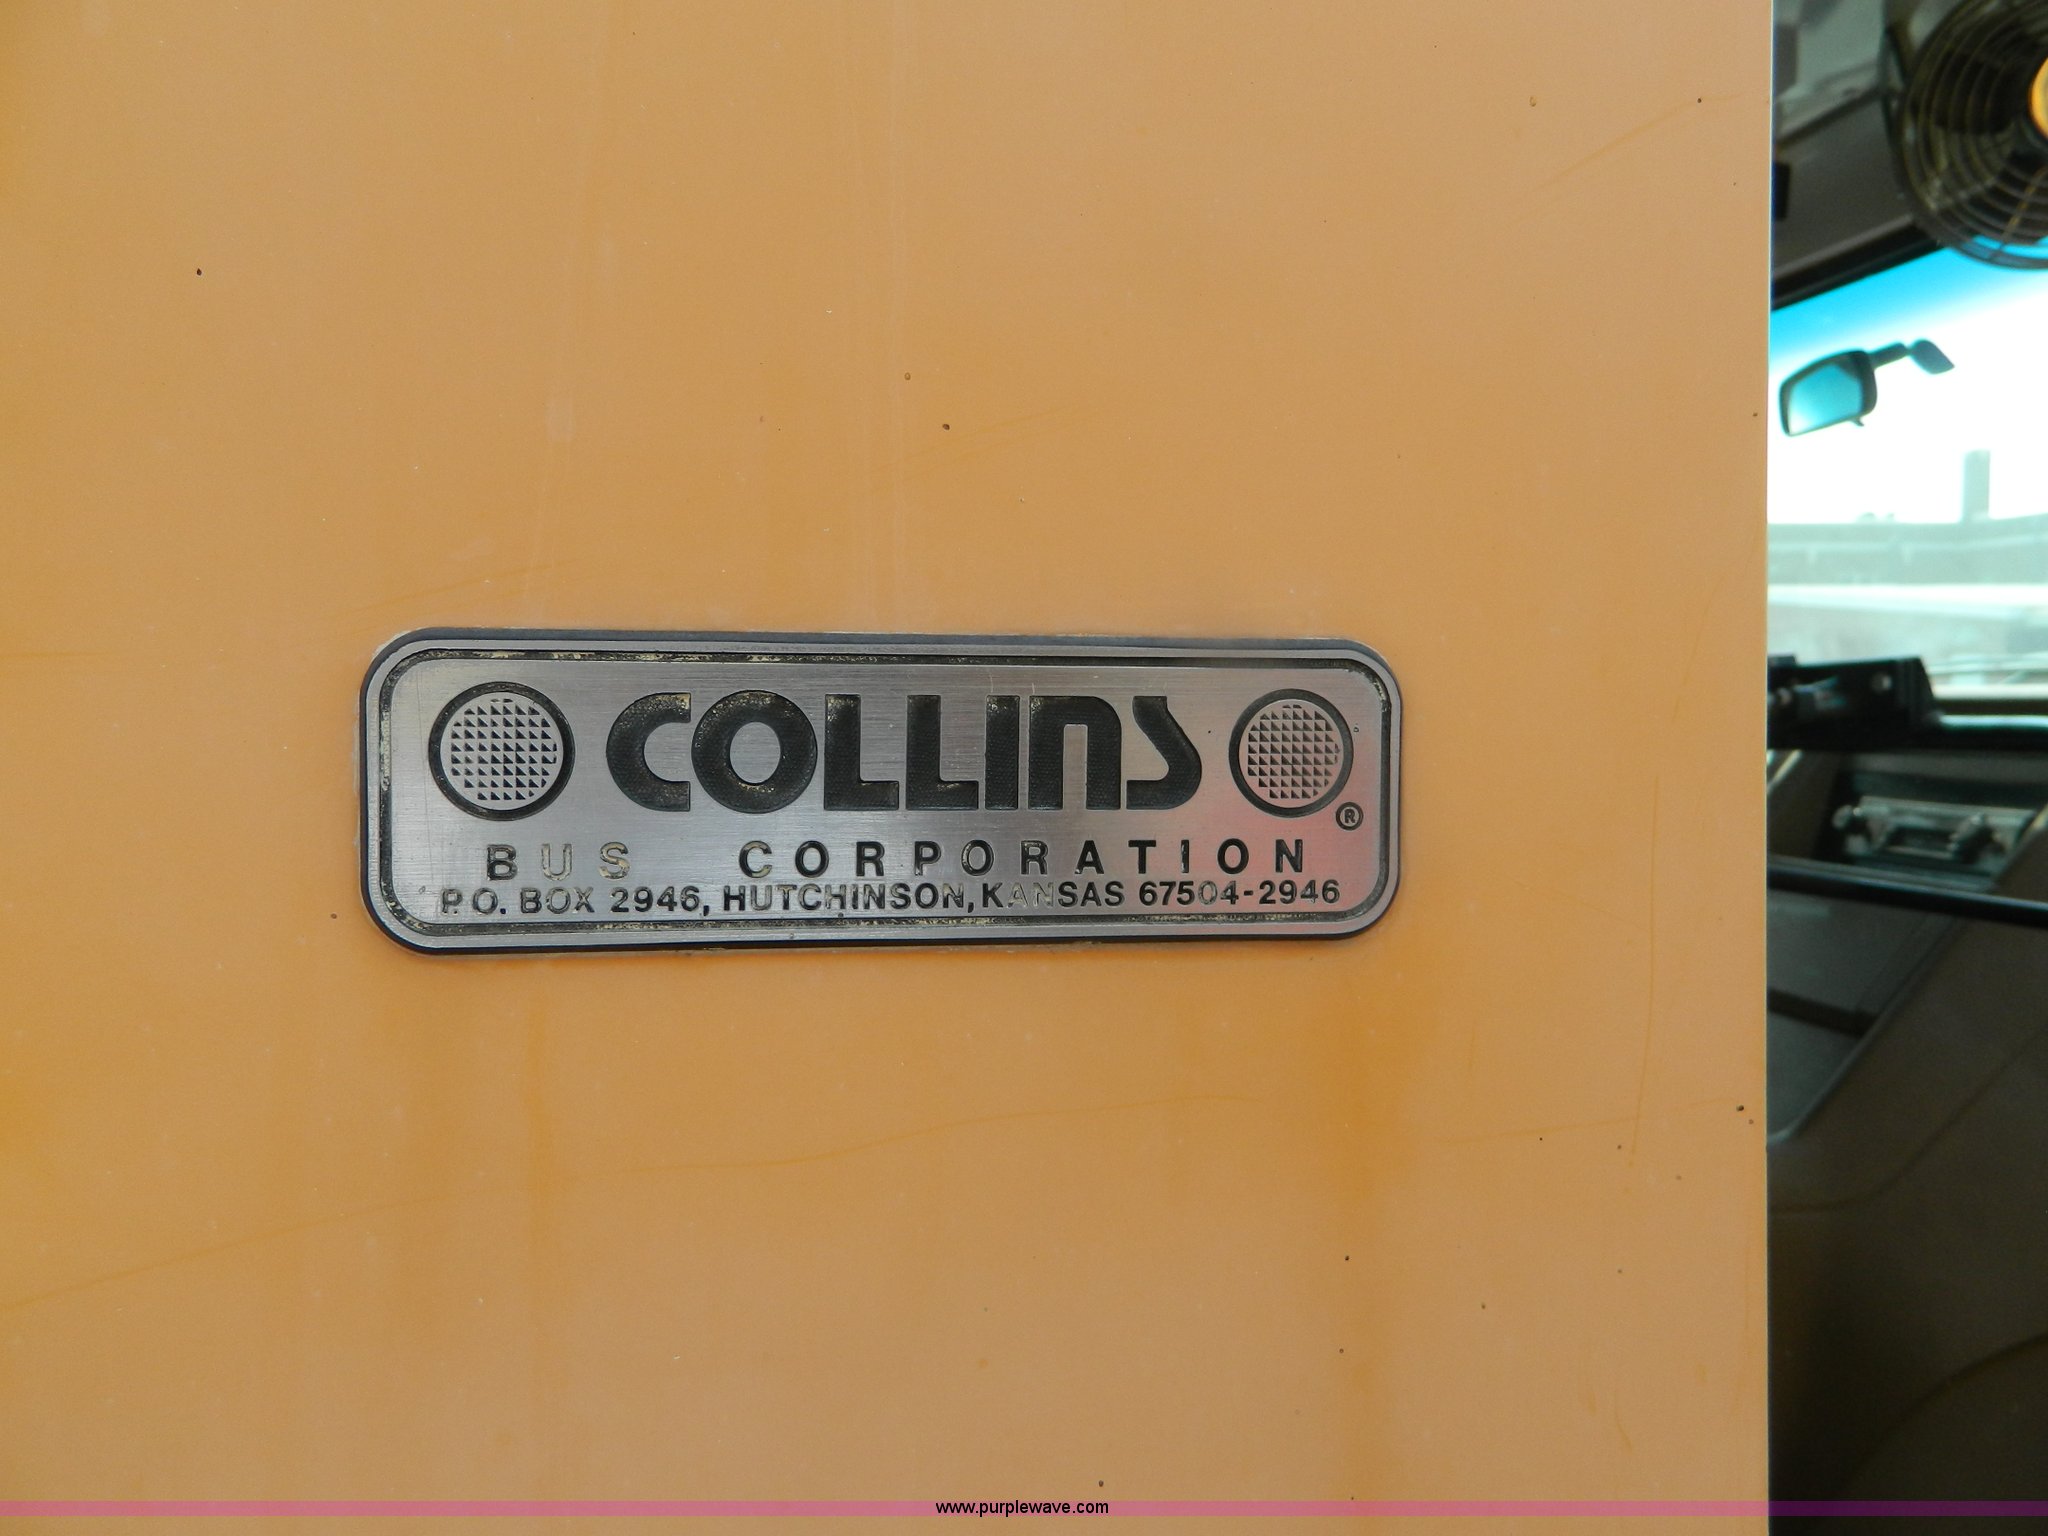 COLLINS
®
BUS CORPORATION
P.O. BOX 2946, HUTCHINSON, KANSAS 67504-2946
www.purplewave.com